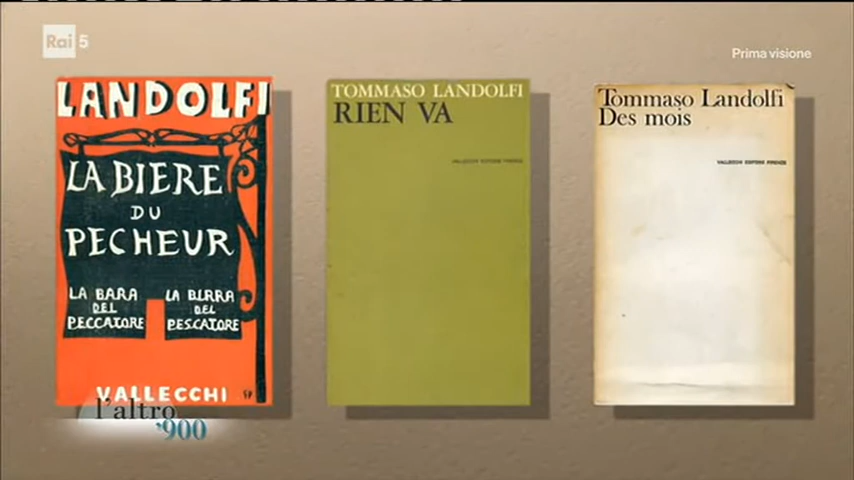 Rai 5
Prima visione
LANDOLFI
LA BIERE
DU
PECHEUR
LA BARA
DEL
PECCATORE
LA BIRRA
DEL
PESCATORE
VALLECCHI
TOMMASO LANDOLFI
RIEN VA
VALLECCHI EDITORE FIRENZE
Tommaso Landolfi
Des mois
VALLECCHI EDITORE FIRENZE
l'altro
'900